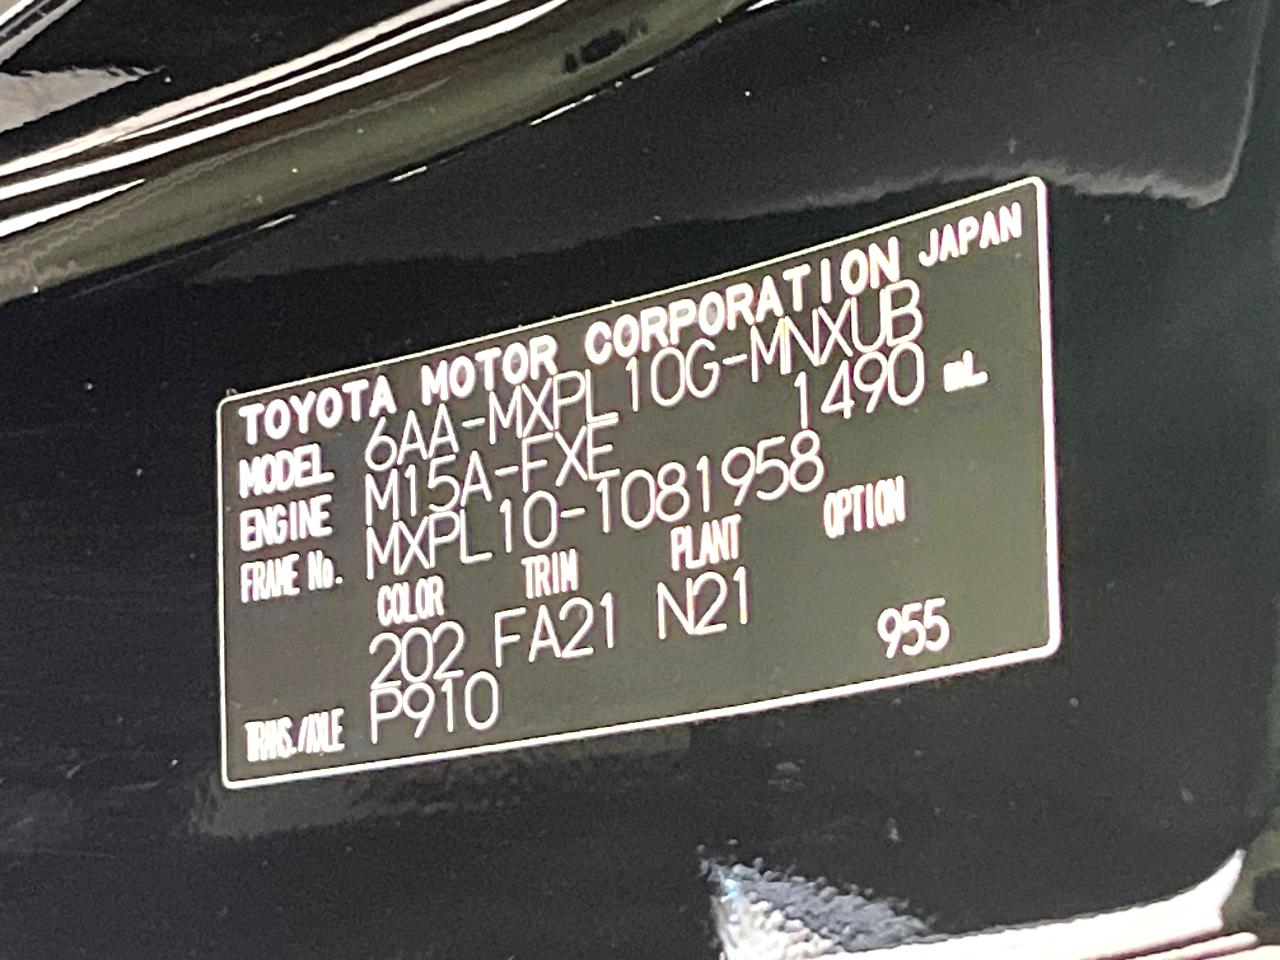 TOYOTA MOTOR CORPORATION JAPAN
MODEL 6AA-MXPL10G-MNXUB
ENGINE M15A-FXE 1490 mL
FRAME No. MXPL10-1081958
COLOR TRIM PLANT OPTION
202 FA21 N21
TRANS./AXLE P910 955